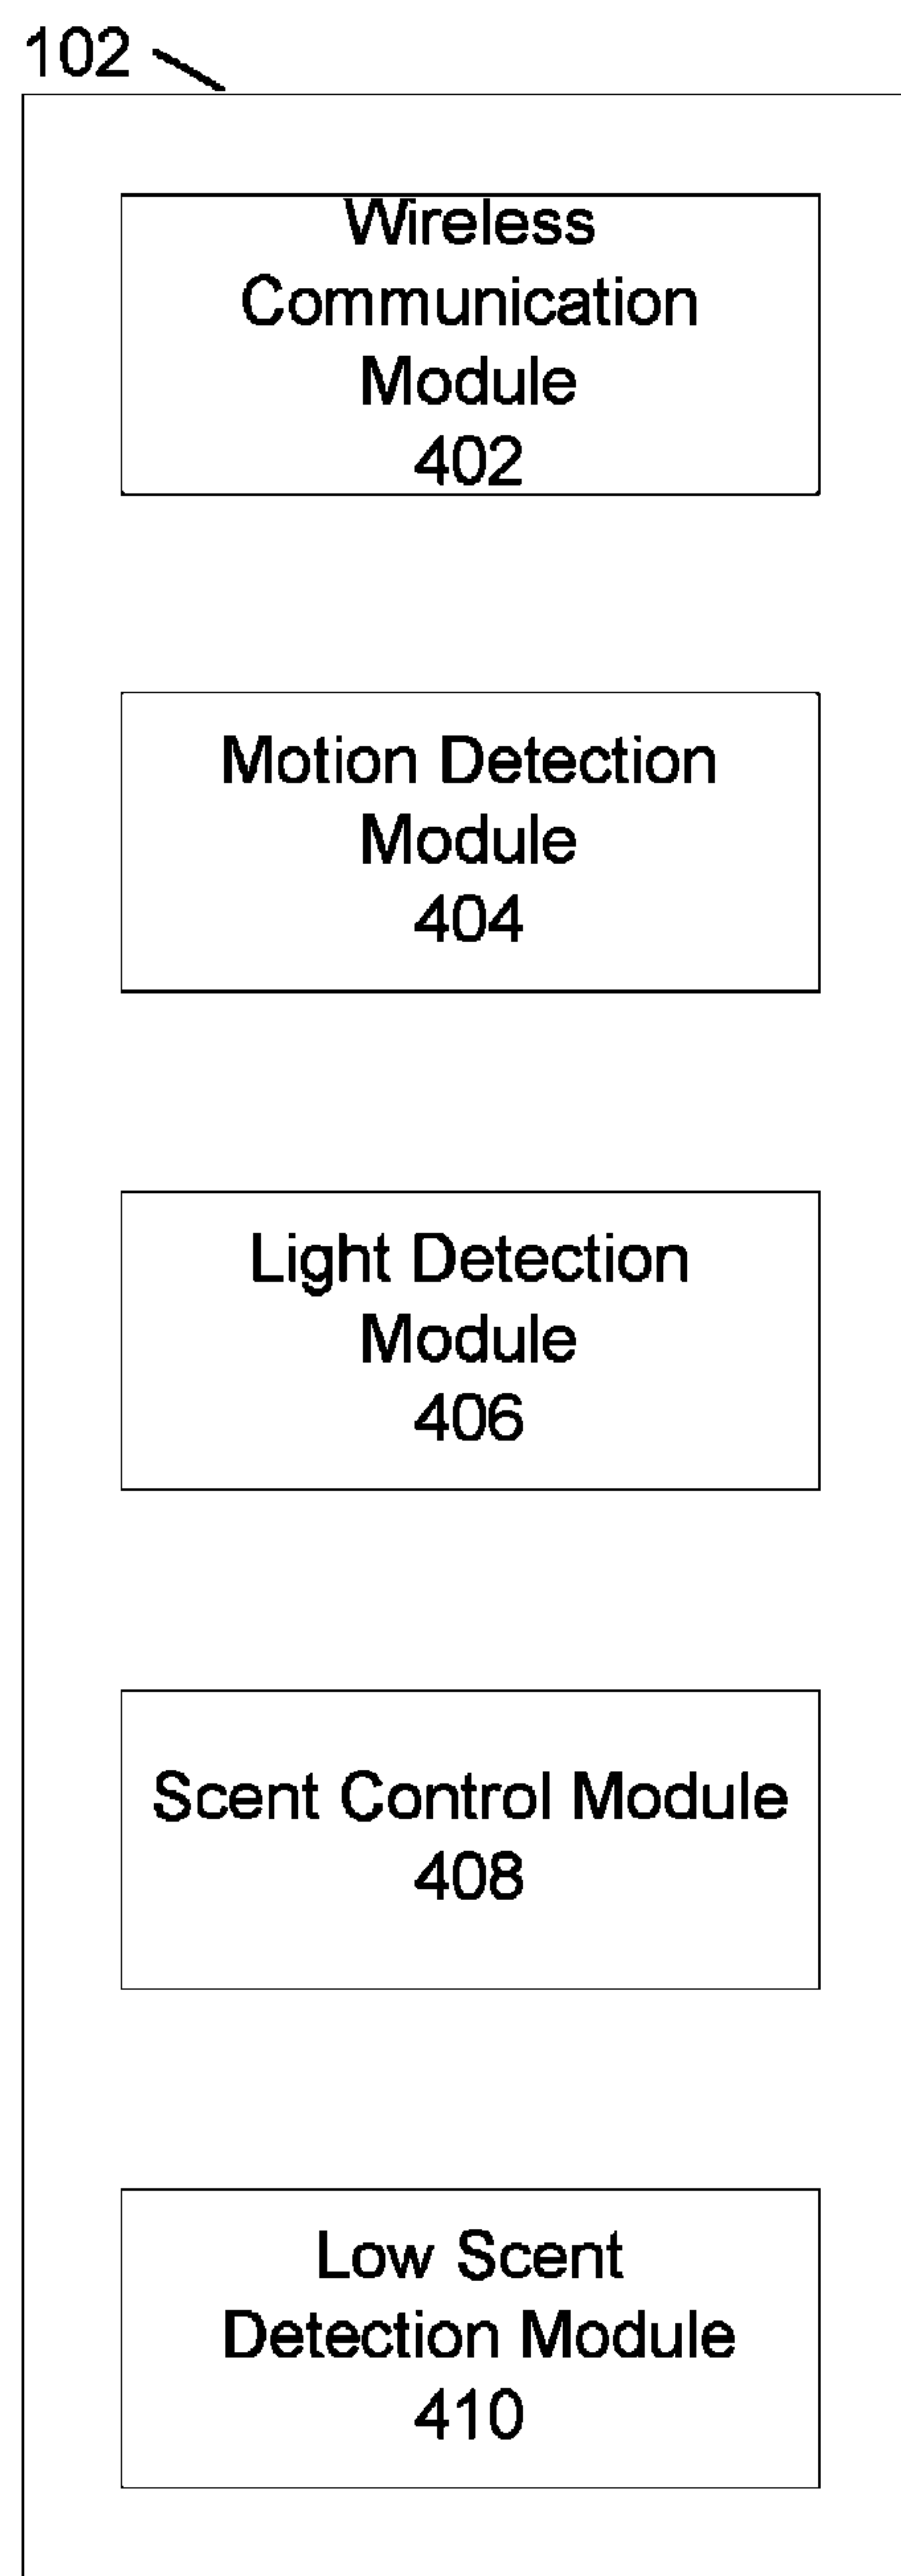 102
Wireless
Communication
Module
402
Motion Detection
Module
404
Light Detection
Module
406
Scent Control Module
408
Low Scent
Detection Module
410